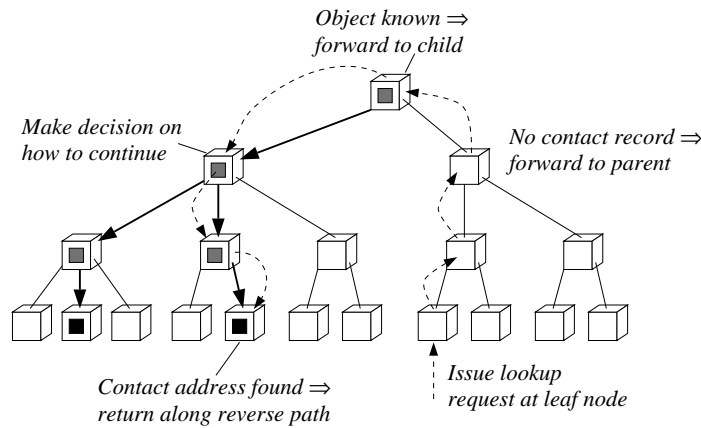 Object known ⇒
forward to child
Make decision on
how to continue
No contact record ⇒
forward to parent
Contact address found ⇒
return along reverse path
Issue lookup
request at leaf node